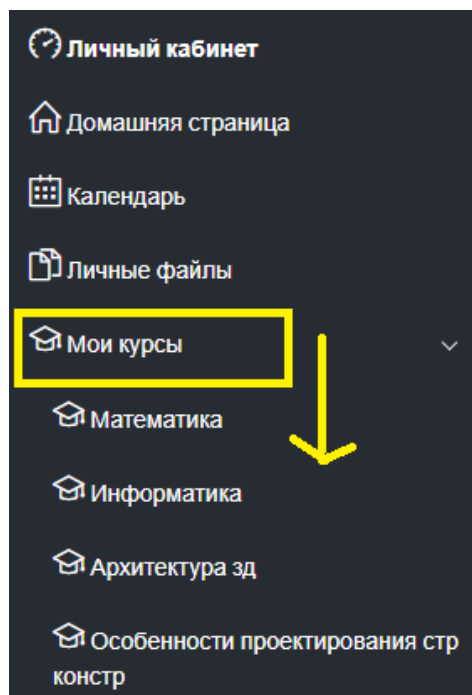 Личный кабинет
Домашняя страница
Календарь
Личные файлы
Мои курсы
Математика
Информатика
Архитектура зд
Особенности проектирования стр
констр